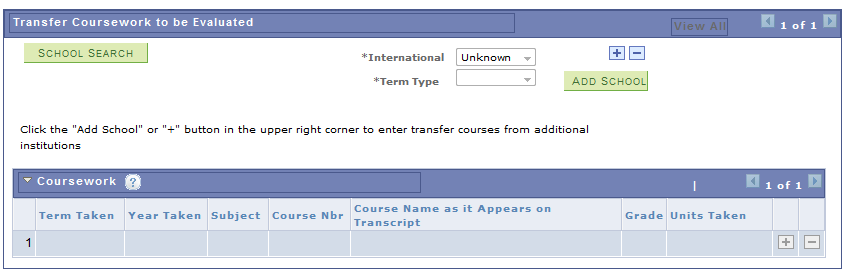 Transfer Coursework to be Evaluated
View All
1 of 1
SCHOOL SEARCH
*International
Unknown
*Term Type
ADD SCHOOL
Click the "Add School" or "+" button in the upper right corner to enter transfer courses from additional
institutions
Coursework
?
|
1 of 1
Term Taken
Year Taken
Subject
Course Nbr
Course Name as it Appears on
Transcript
Grade
Units Taken
1